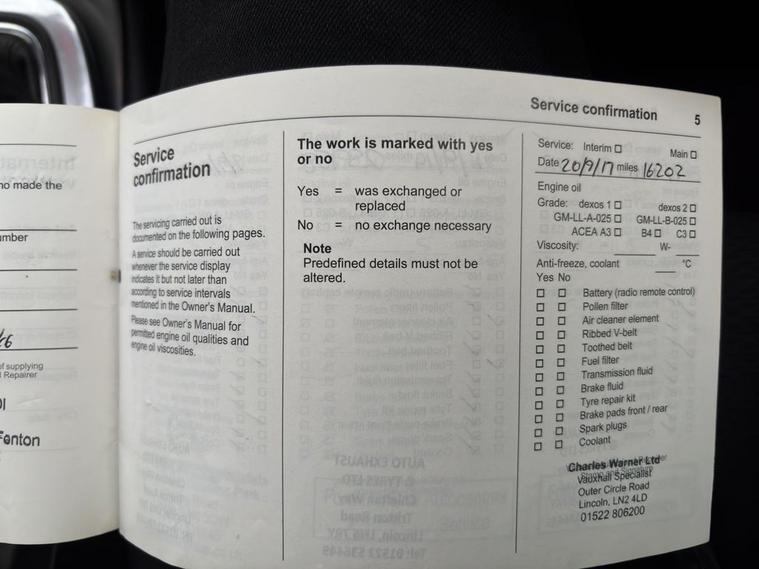 no made the
umber
of supplying
Repairer
Fenton
Service
confirmation
The servicing carried out is
documented on the following pages.
A service should be carried out
whenever the service display
indicates it but not later than
according to service intervals
mentioned in the Owner's Manual.
Please see Owner's Manual for
permitted engine oil qualities and
engine oil viscosities.
The work is marked with yes
or no
Yes = was exchanged or
replaced
No = no exchange necessary
Note
Predefined details must not be
altered.
Service confirmation 5
Service: Interim ☐ Main ☐
Date 20/9/17 miles 16202
Engine oil
Grade: dexos 1 ☐ dexos 2 ☐
GM-LL-A-025 ☐ GM-LL-B-025 ☐
ACEA A3 ☐ B4 ☐ C3 ☐
Viscosity: W-
Anti-freeze, coolant °C
Yes No
☐ ☐ Battery (radio remote control)
☐ ☐ Pollen filter
☐ ☐ Air cleaner element
☐ ☐ Ribbed V-belt
☐ ☐ Toothed belt
☐ ☐ Fuel filter
☐ ☐ Transmission fluid
☐ ☐ Brake fluid
☐ ☐ Tyre repair kit
☐ ☐ Brake pads front / rear
☐ ☐ Spark plugs
☐ ☐ Coolant
Charles Warner Ltd
Vauxhall Specialist
Outer Circle Road
Lincoln, LN2 4LD
01522 806200